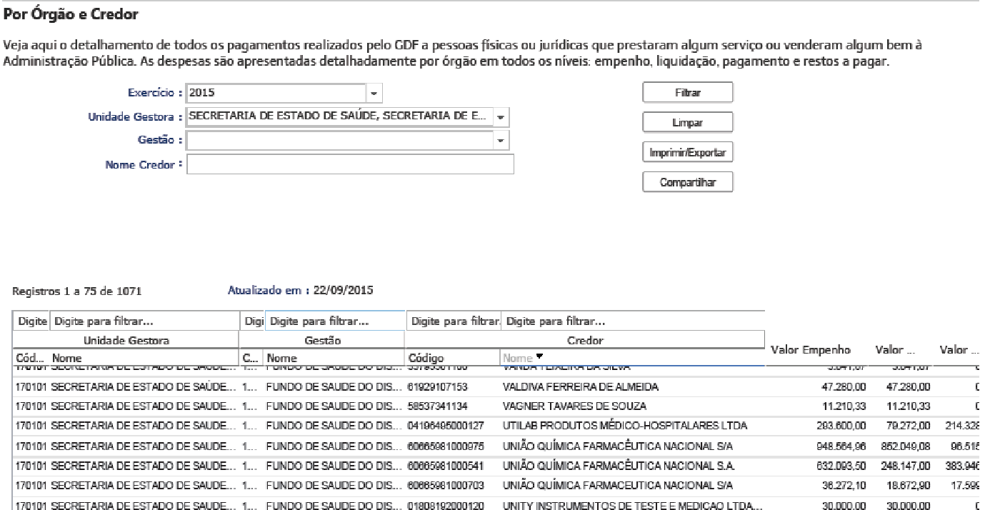 Por Órgão e Credor
Veja aqui o detalhamento de todos os pagamentos realizados pelo GDF a pessoas físicas ou jurídicas que prestaram algum serviço ou venderam algum bem à
Administração Pública. As despesas são apresentadas detalhadamente por órgão em todos os níveis: empenho, liquidação, pagamento e restos a pagar.
Exercício : 2015 Filtrar
Unidade Gestora : SECRETARIA DE ESTADO DE SAÚDE, SECRETARIA DE E... Limpar
Gestão : Imprimir/Exportar
Nome Credor : Compartilhar
Registros 1 a 75 de 1071 Atualizado em : 22/09/2015
Digite Digite para filtrar... Digi Digite para filtrar... Digite para filtrar. Digite para filtrar...
Unidade Gestora Gestão Credor
Valor Empenho Valor ... Valor ...
Cód... Nome C... Nome Código Nome
170101 SECRETARIA DE ESTADO DE SAUDE... 1... FUNDO DE SAUDE DO DIS... VANDA TEIXEIRA DA SILVA
170101 SECRETARIA DE ESTADO DE SAÚDE... 1... FUNDO DE SAUDE DO DIS... 61929107153 VALDIVA FERREIRA DE ALMEIDA 47.280,00 47.280,00
170101 SECRETARIA DE ESTADO DE SAUDE... 1... FUNDO DE SAUDE DO DIS... 58537341134 VAGNER TAVARES DE SOUZA 11.210,33 11.210,33
170101 SECRETARIA DE ESTADO DE SAUDE... 1... FUNDO DE SAUDE DO DIS... 04196495000127 UTILAB PRODUTOS MÉDICO-HOSPITALARES LTDA 293.600,00 79.272,00 214.328
170101 SECRETARIA DE ESTADO DE SAUDE... 1... FUNDO DE SAUDE DO DIS... 60665981000975 UNIÃO QUÍMICA FARMACÊUTICA NACIONAL S/A 948.564,96 852.049,08 96.515
170101 SECRETARIA DE ESTADO DE SAUDE... 1... FUNDO DE SAUDE DO DIS... 60665981000541 UNIÃO QUÍMICA FARMACÊUTICA NACIONAL S.A. 632.093,50 248.147,00 383.946
170101 SECRETARIA DE ESTADO DE SAUDE... 1... FUNDO DE SAUDE DO DIS... 60665981000703 UNIÃO QUÍMICA FARMACEUTICA NACIONAL S/A 36.272,10 18.672,90 17.599
170101 SECRETARIA DE ESTADO DE SAUDE... 1... FUNDO DE SAUDE DO DIS... 01808192000120 UNITY INSTRUMENTOS DE TESTE E MEDICAO LTDA... 30.000,00 30.000,00